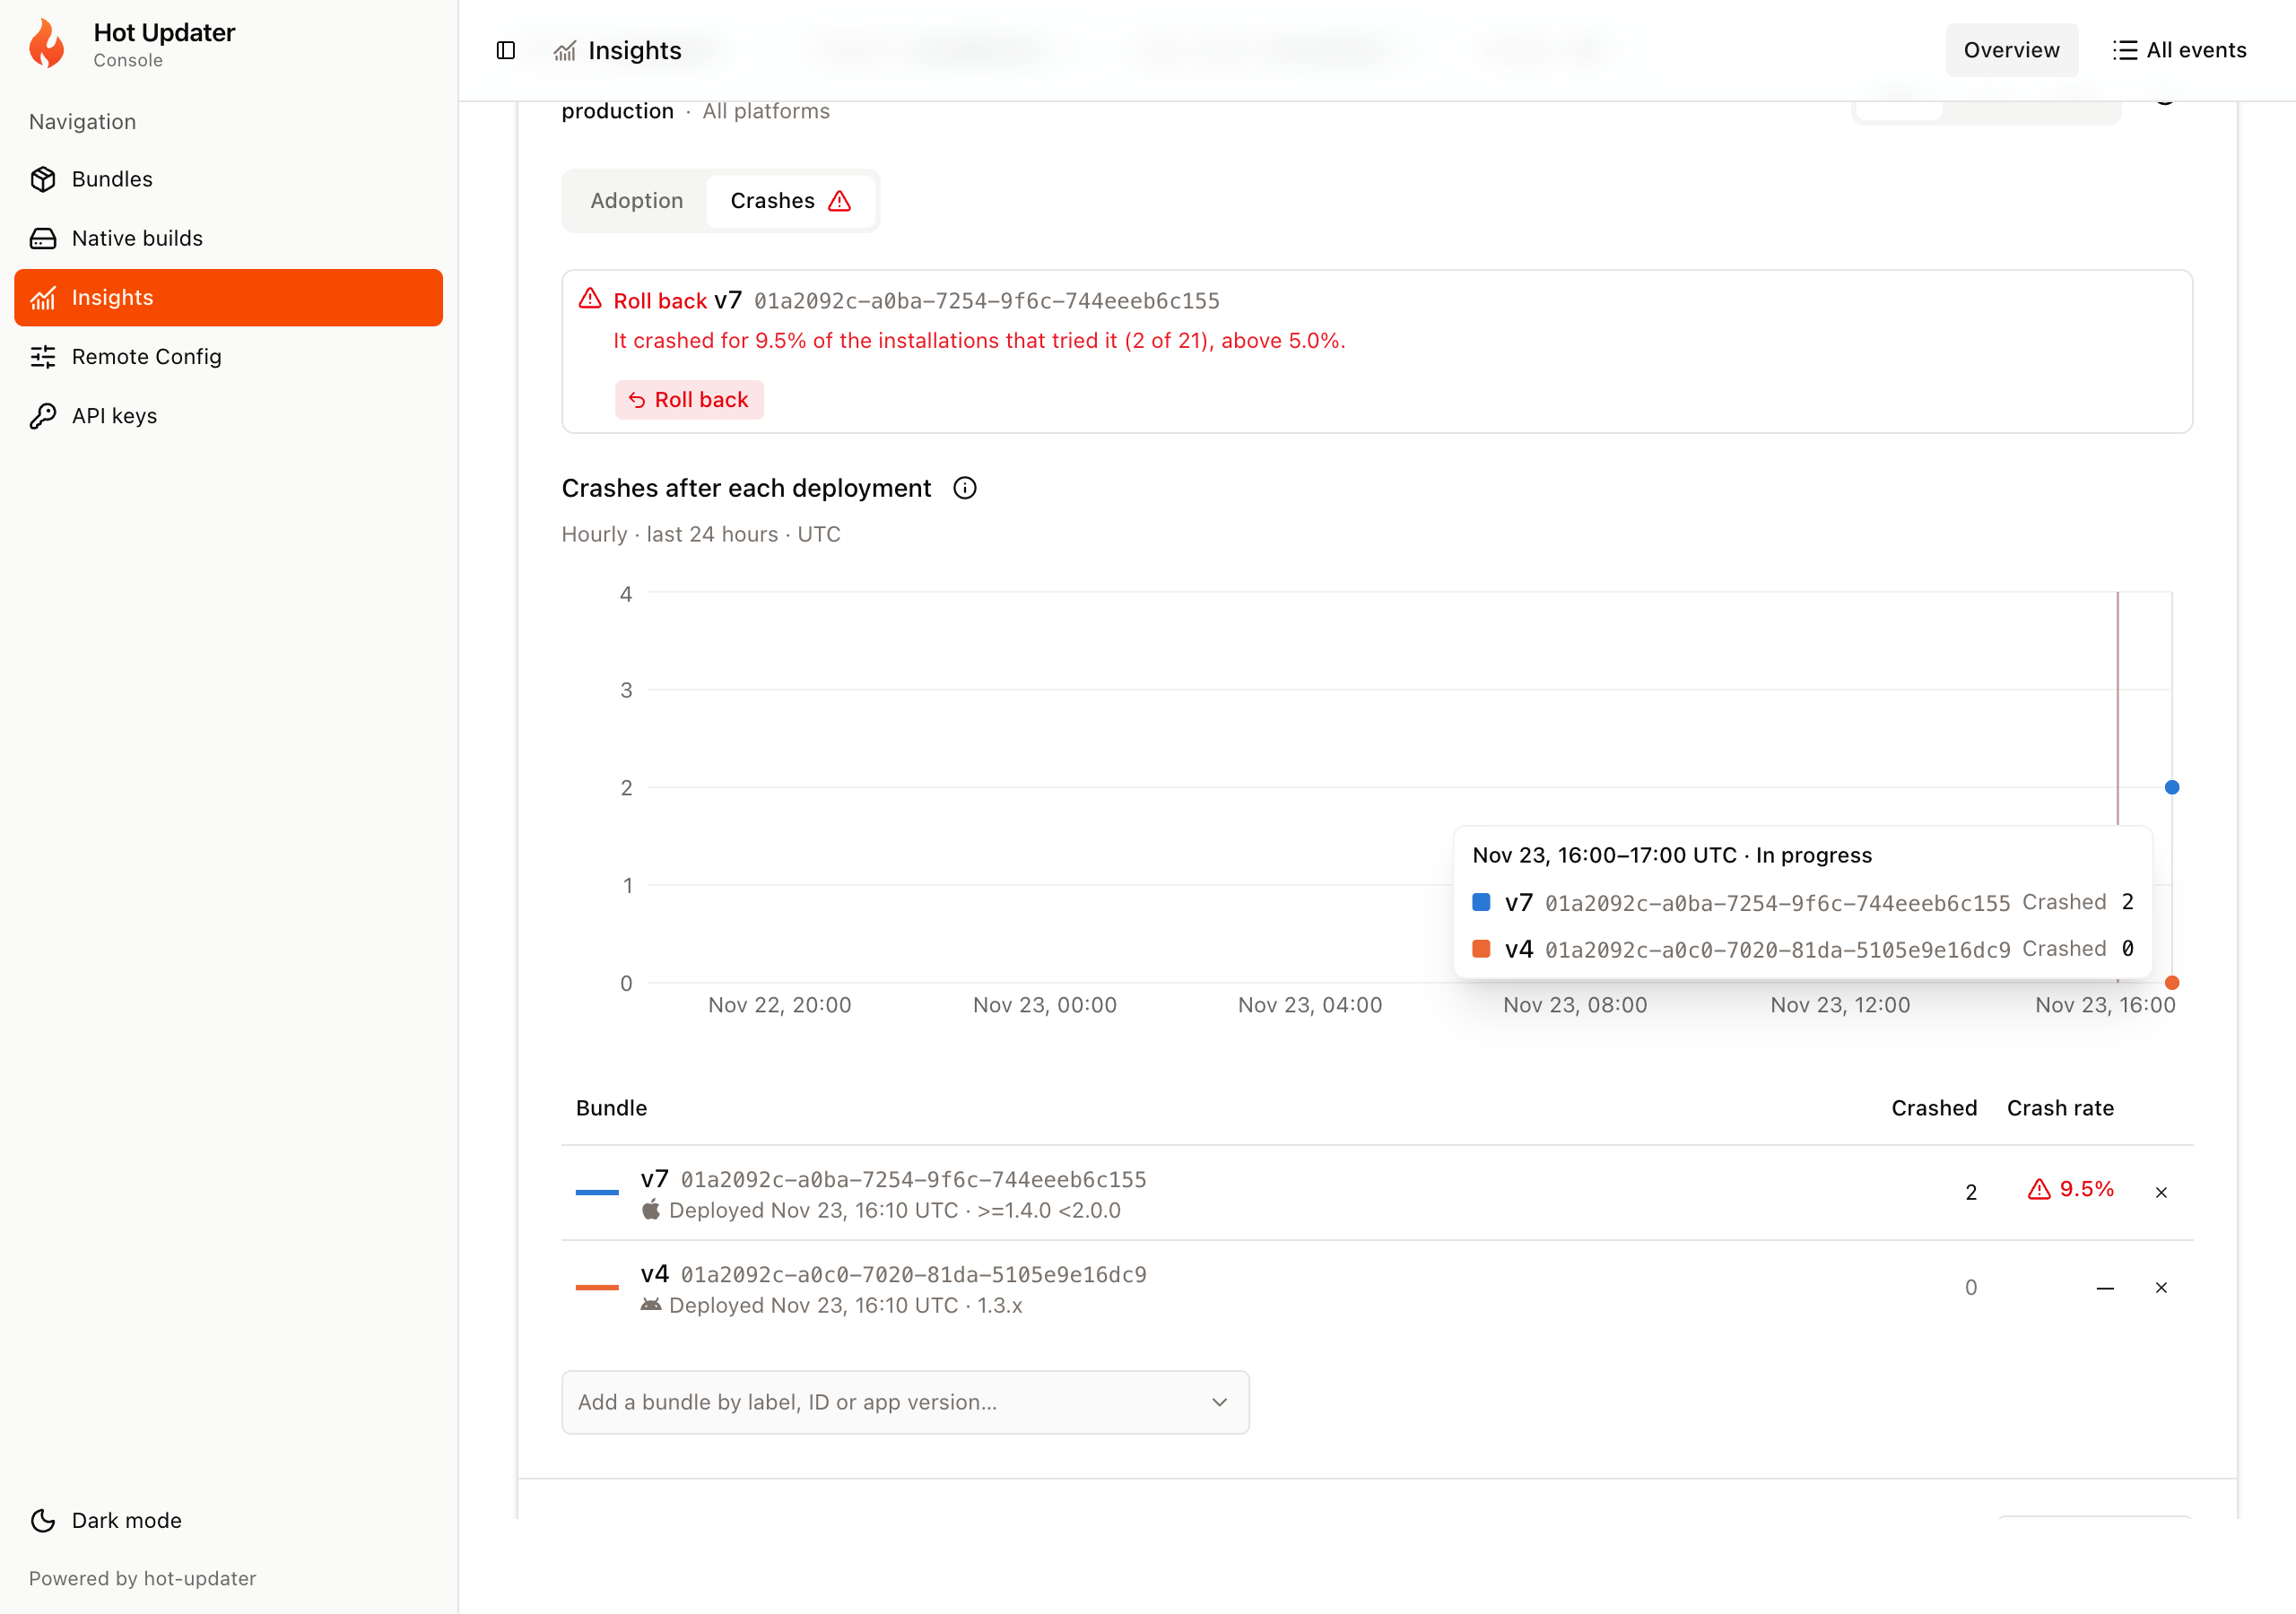 Hot Updater
Console
Navigation
Bundles
Native builds
Insights
Remote Config
API keys
Dark mode
Powered by hot-updater
Insights
Overview
All events
production · All platforms
Adoption
Crashes
Roll back v7 01a2092c-a0ba-7254-9f6c-744eeeb6c155
It crashed for 9.5% of the installations that tried it (2 of 21), above 5.0%.
Roll back
Crashes after each deployment
Hourly · last 24 hours · UTC
4
3
2
1
0
Nov 23, 16:00–17:00 UTC · In progress
v7 01a2092c-a0ba-7254-9f6c-744eeeb6c155 Crashed 2
v4 01a2092c-a0c0-7020-81da-5105e9e16dc9 Crashed 0
Nov 22, 20:00 Nov 23, 00:00 Nov 23, 04:00 Nov 23, 08:00 Nov 23, 12:00 Nov 23, 16:00
Bundle Crashed Crash rate
v7 01a2092c-a0ba-7254-9f6c-744eeeb6c155 2 9.5%
Deployed Nov 23, 16:10 UTC · >=1.4.0 <2.0.0
v4 01a2092c-a0c0-7020-81da-5105e9e16dc9 0 —
Deployed Nov 23, 16:10 UTC · 1.3.x
Add a bundle by label, ID or app version...